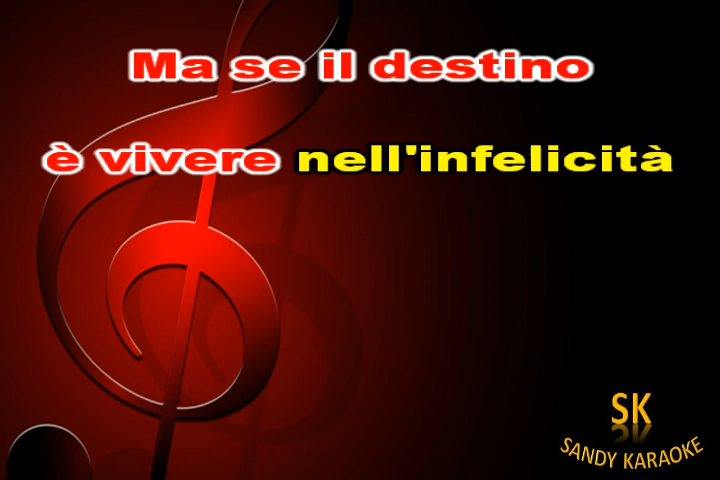 Ma se il destino
è vivere nell'infelicità
SK
SANDY KARAOKE